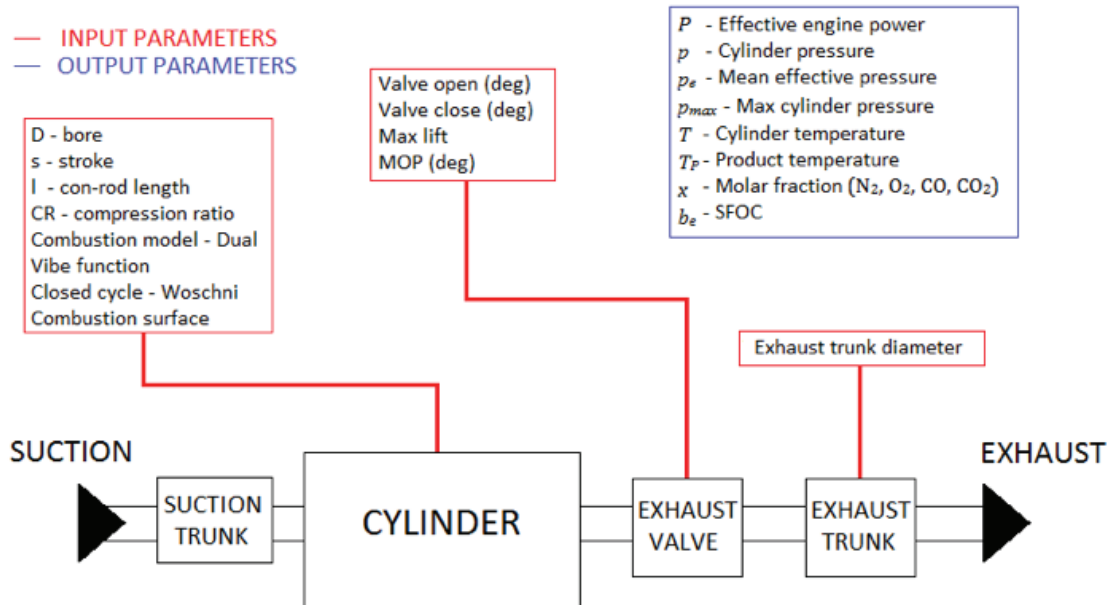 INPUT PARAMETERS
OUTPUT PARAMETERS
D - bore
s - stroke
l - con-rod length
CR - compression ratio
Combustion model - Dual
Vibe function
Closed cycle - Woschni
Combustion surface
Valve open (deg)
Valve close (deg)
Max lift
MOP (deg)
P - Effective engine power
p - Cylinder pressure
pₑ - Mean effective pressure
pₘₐₓ - Max cylinder pressure
T - Cylinder temperature
T_P - Product temperature
x - Molar fraction (N₂, O₂, CO, CO₂)
bₑ - SFOC
Exhaust trunk diameter
SUCTION
EXHAUST
SUCTION
TRUNK
CYLINDER
EXHAUST
VALVE
EXHAUST
TRUNK